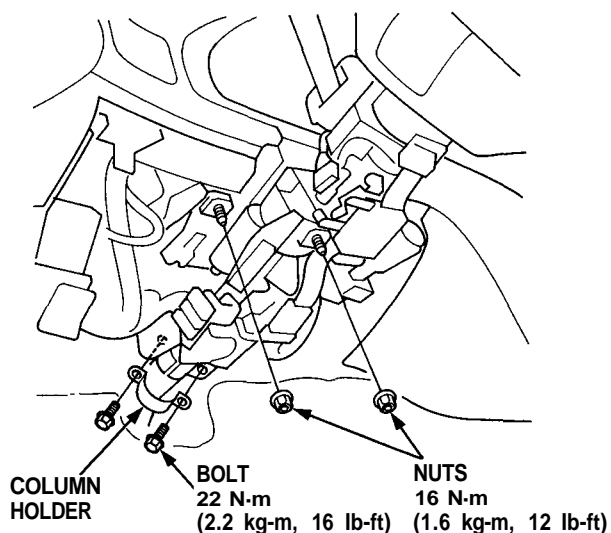 COLUMN
HOLDER
BOLT
22 N·m
(2.2 kg-m, 16 lb-ft)
NUTS
16 N·m
(1.6 kg-m, 12 lb-ft)